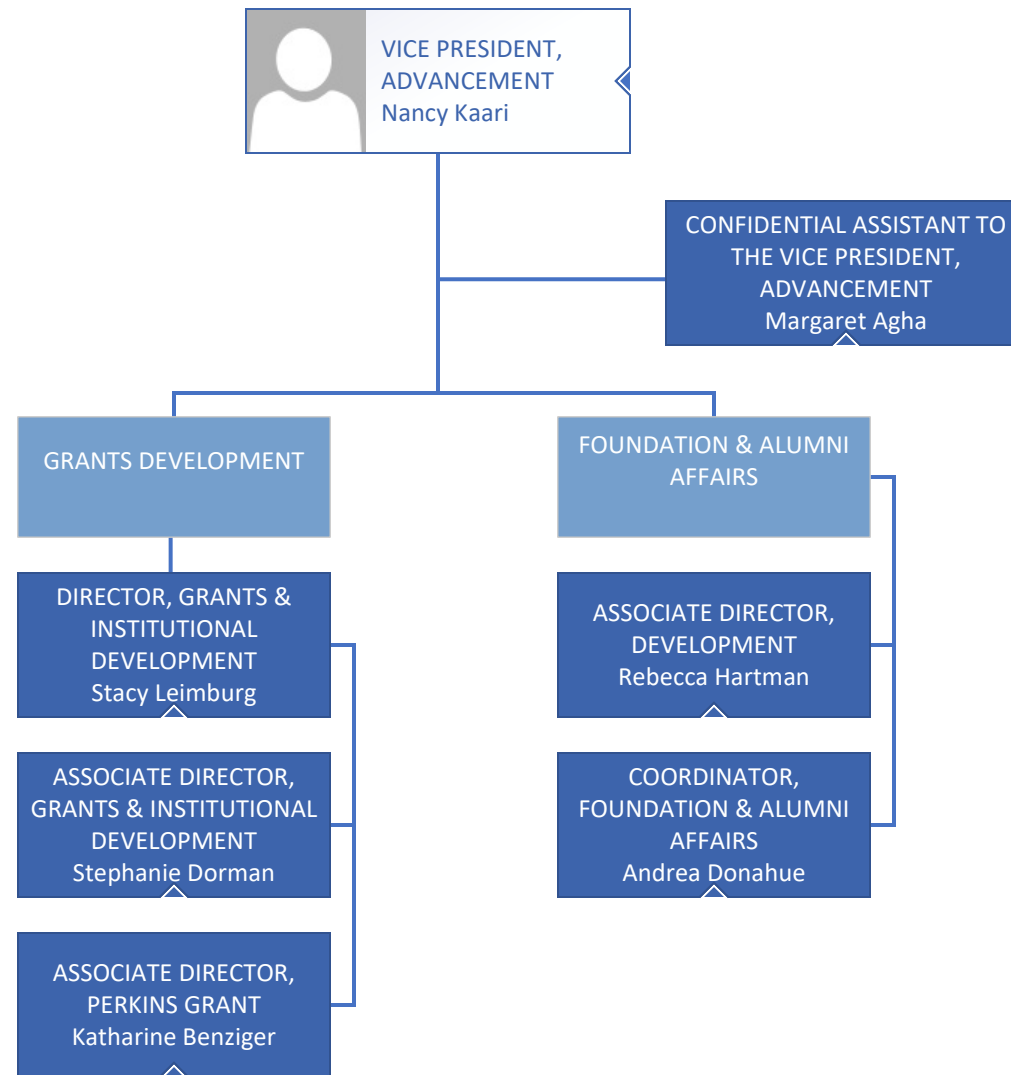 VICE PRESIDENT,
ADVANCEMENT
Nancy Kaari
CONFIDENTIAL ASSISTANT TO
THE VICE PRESIDENT,
ADVANCEMENT
Margaret Agha
GRANTS DEVELOPMENT
FOUNDATION & ALUMNI
AFFAIRS
DIRECTOR, GRANTS &
INSTITUTIONAL
DEVELOPMENT
Stacy Leimburg
ASSOCIATE DIRECTOR,
DEVELOPMENT
Rebecca Hartman
ASSOCIATE DIRECTOR,
GRANTS & INSTITUTIONAL
DEVELOPMENT
Stephanie Dorman
COORDINATOR,
FOUNDATION & ALUMNI
AFFAIRS
Andrea Donahue
ASSOCIATE DIRECTOR,
PERKINS GRANT
Katharine Benziger